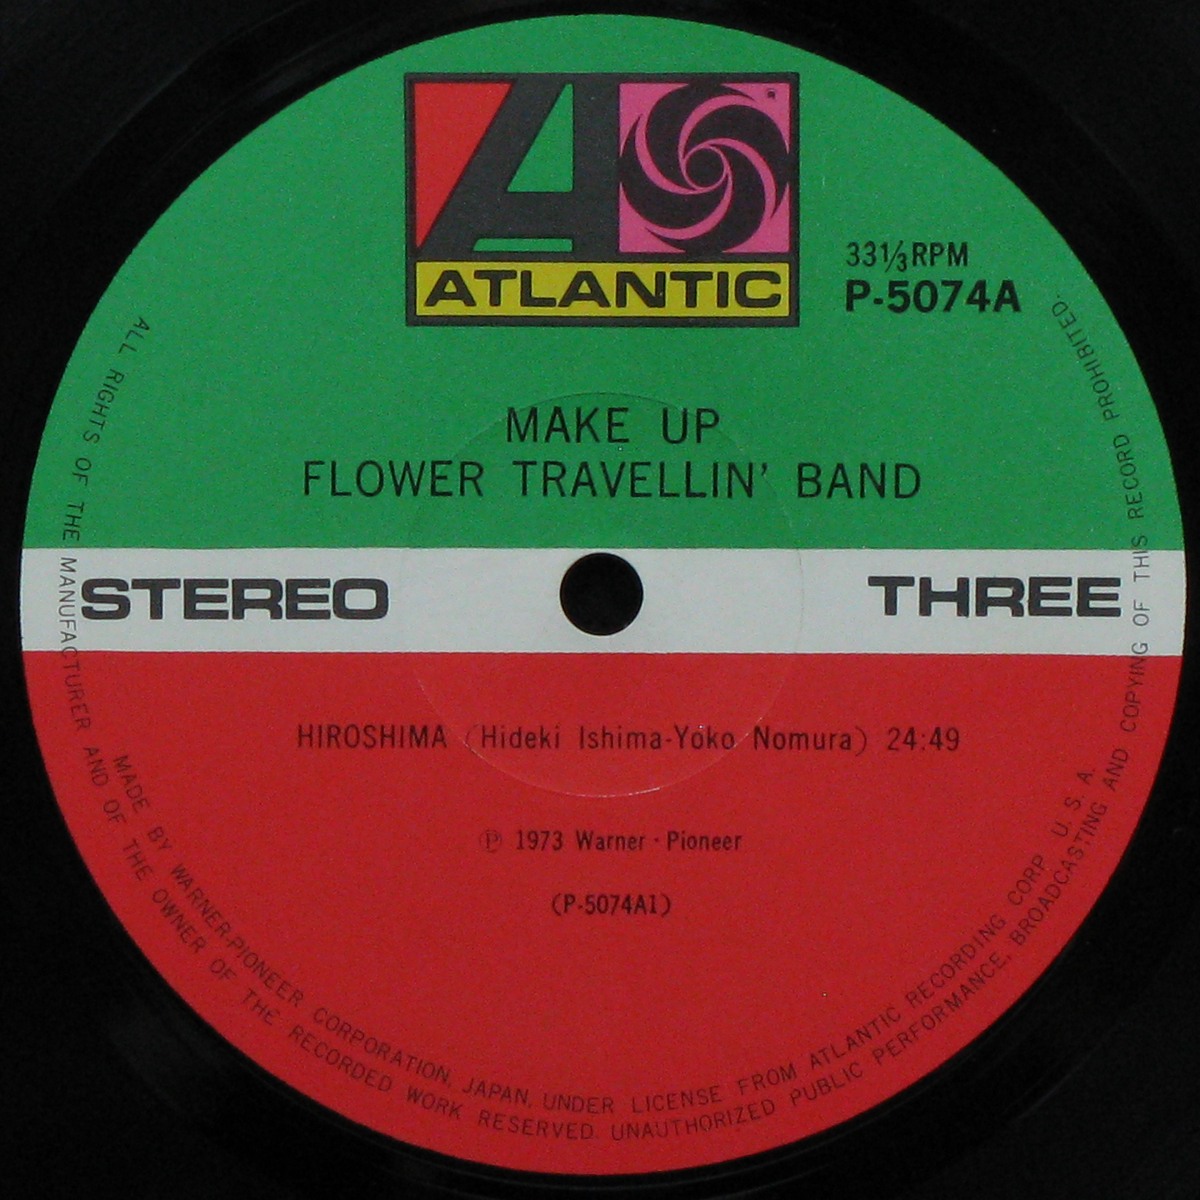 ATLANTIC
33⅓RPM
P-5074A
MAKE UP
FLOWER TRAVELLIN' BAND
STEREO
THREE
HIROSHIMA (Hideki Ishima-Yoko Nomura) 24:49
Ⓟ 1973 Warner·Pioneer
(P-5074A1)
MADE BY WARNER-PIONEER CORPORATION, JAPAN, UNDER LICENSE FROM ATLANTIC RECORDING CORP. U. S. A.
ALL RIGHTS OF THE MANUFACTURER AND OF THE OWNER OF THE RECORDED WORK RESERVED. UNAUTHORIZED PUBLIC PERFORMANCE, BROADCASTING AND COPYING OF THIS RECORD PROHIBITED.